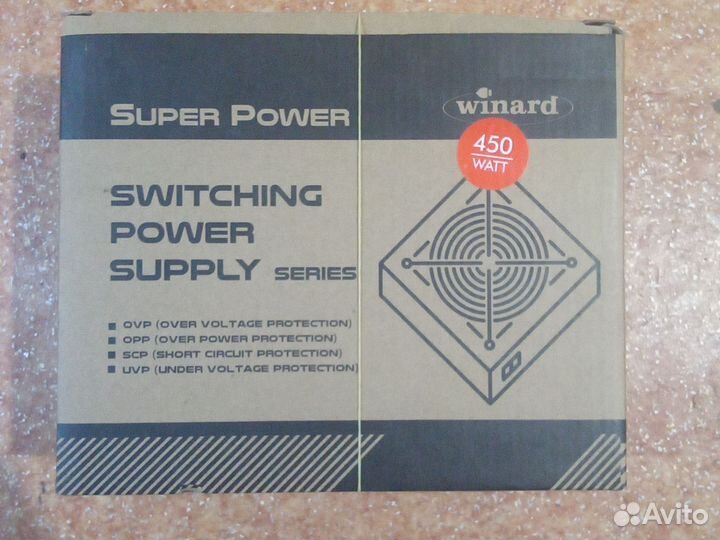 SUPER POWER
winard
450
WATT
SWITCHING
POWER
SUPPLY SERIES
OVP (OVER VOLTAGE PROTECTION)
OPP (OVER POWER PROTECTION)
SCP (SHORT CIRCUIT PROTECTION)
UVP (UNDER VOLTAGE PROTECTION)
Avito